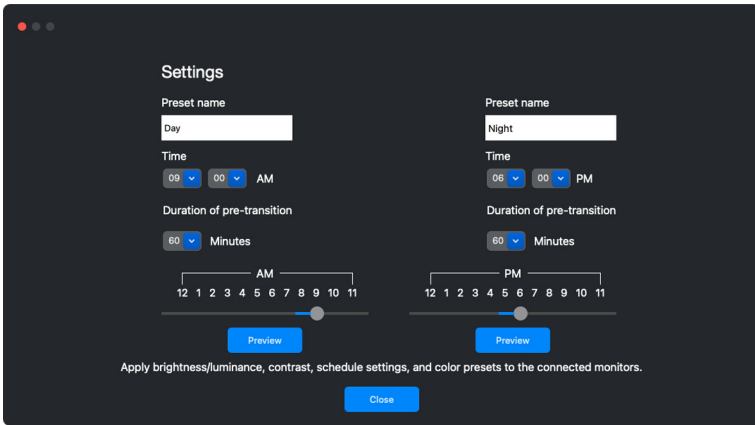 Settings
Preset name
Day
Time
09 00 AM
Duration of pre-transition
60 Minutes
AM
12 1 2 3 4 5 6 7 8 9 10 11
Preview
Preset name
Night
Time
06 00 PM
Duration of pre-transition
60 Minutes
PM
12 1 2 3 4 5 6 7 8 9 10 11
Preview
Apply brightness/luminance, contrast, schedule settings, and color presets to the connected monitors.
Close